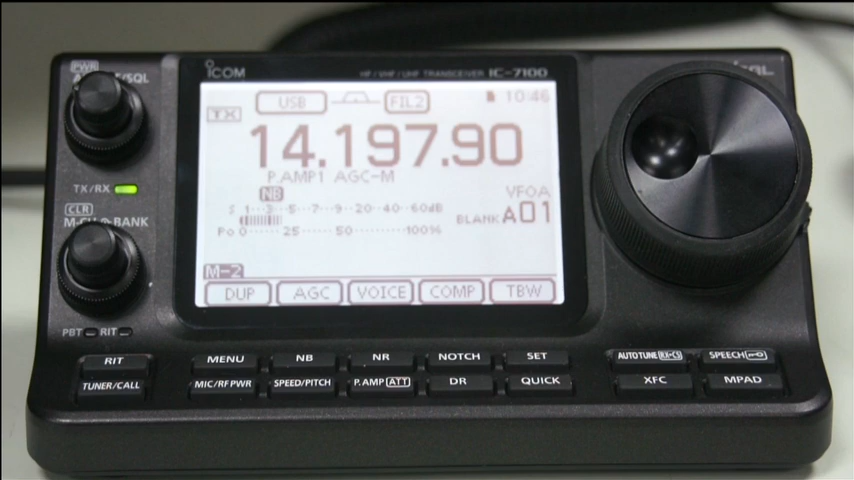 PWR
ICOM HF/VHF/UHF TRANSCEIVER IC-7100
USB FIL2 10:46
TX
14.197.90
P.AMP1 AGC-M
TX/RX
NB
VFOA
S 1 3 5 7 9 20 40 60dB
BLANK A01
Po 0 25 50 100%
CLR
M-CH BANK
M-2
DUP AGC VOICE COMP TBW
PBT RIT
RIT MENU NB NR NOTCH SET AUTOTUNE RX-CS SPEECH
TUNER/CALL MIC/RF PWR SPEED/PITCH P.AMP ATT DR QUICK XFC MPAD